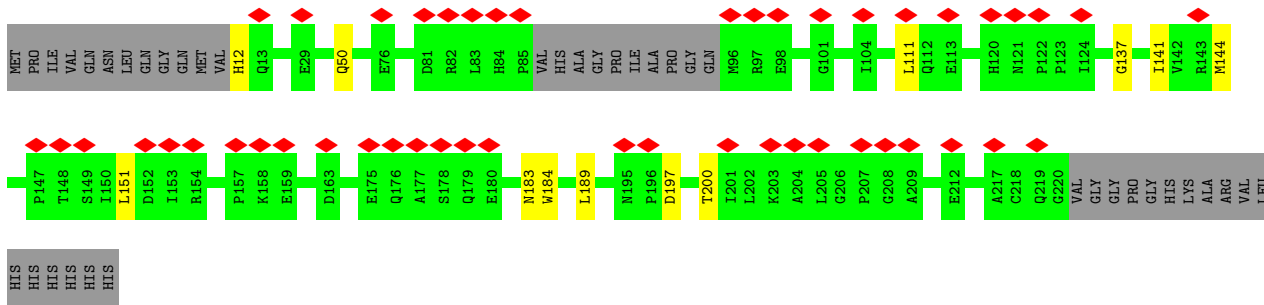 MET PRO ILE VAL GLN ASN LEU GLN GLY GLN MET VAL H12 Q13 E29 Q50 E76 D81 R82 L83 H84 P85 VAL HIS ALA GLY PRO ILE ALA PRO GLY GLN M96 R97 E98 G101 I104 L111 Q112 E113 H120 N121 P122 P123 I124 G137 I141 V142 R143 M144
P147 T148 S149 I150 L151 D152 I153 R154 P157 K158 E159 D163 E175 Q176 A177 S178 Q179 E180 N183 W184 L189 N195 P196 D197 T200 I201 L202 K203 A204 L205 G206 P207 G208 A209 E212 A217 C218 Q219 G220 VAL GLY GLY PRO GLY HIS LYS ALA ARG VAL LEU
HIS HIS HIS HIS HIS HIS